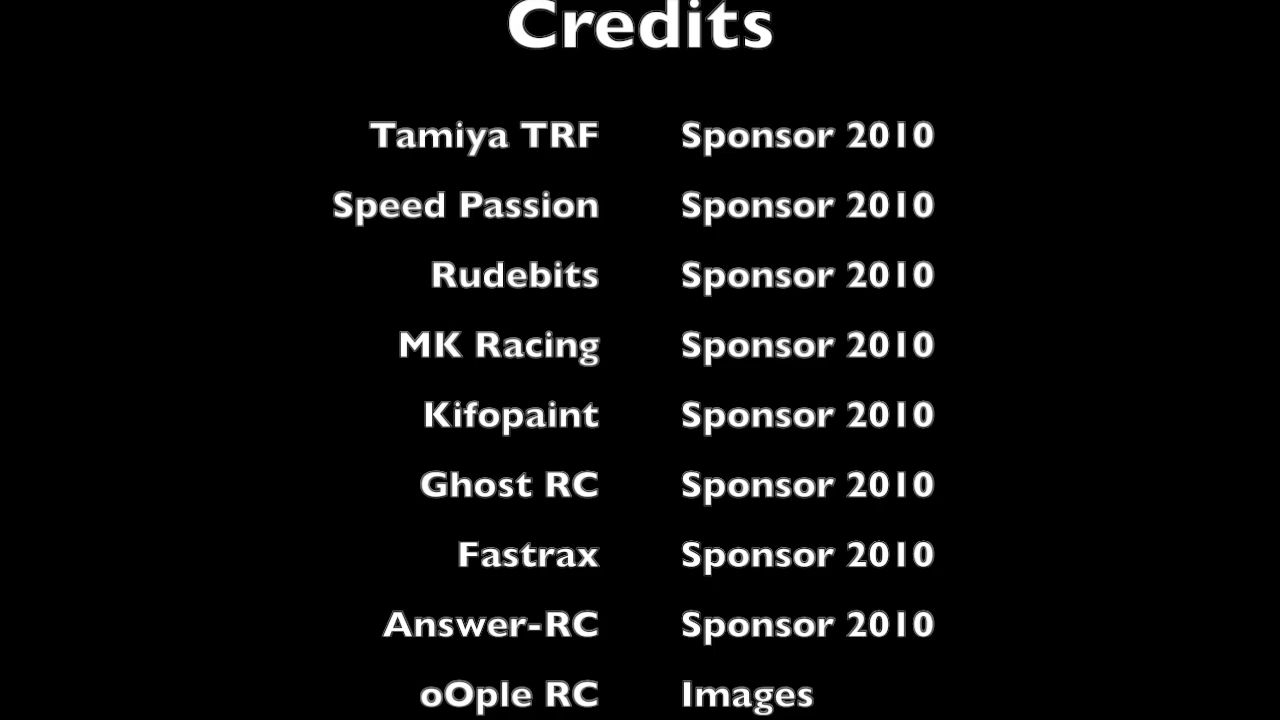 Credits
Tamiya TRF Sponsor 2010
Speed Passion Sponsor 2010
Rudebits Sponsor 2010
MK Racing Sponsor 2010
Kifopaint Sponsor 2010
Ghost RC Sponsor 2010
Fastrax Sponsor 2010
Answer-RC Sponsor 2010
oOple RC Images